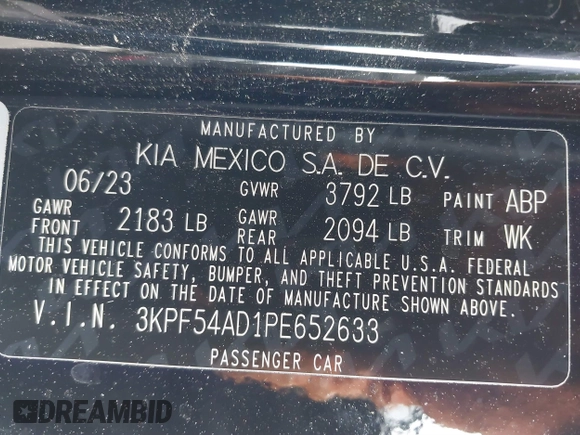 MANUFACTURED BY
KIA MEXICO S.A. DE C.V.
06/23 GVWR 3792 LB PAINT ABP
GAWR FRONT 2183 LB GAWR REAR 2094 LB TRIM WK
THIS VEHICLE CONFORMS TO ALL APPLICABLE U.S.A. FEDERAL
MOTOR VEHICLE SAFETY, BUMPER, AND THEFT PREVENTION STANDARDS
IN EFFECT ON THE DATE OF MANUFACTURE SHOWN ABOVE.
V.I.N. 3KPF54AD1PE652633
PASSENGER CAR
DREAMBID